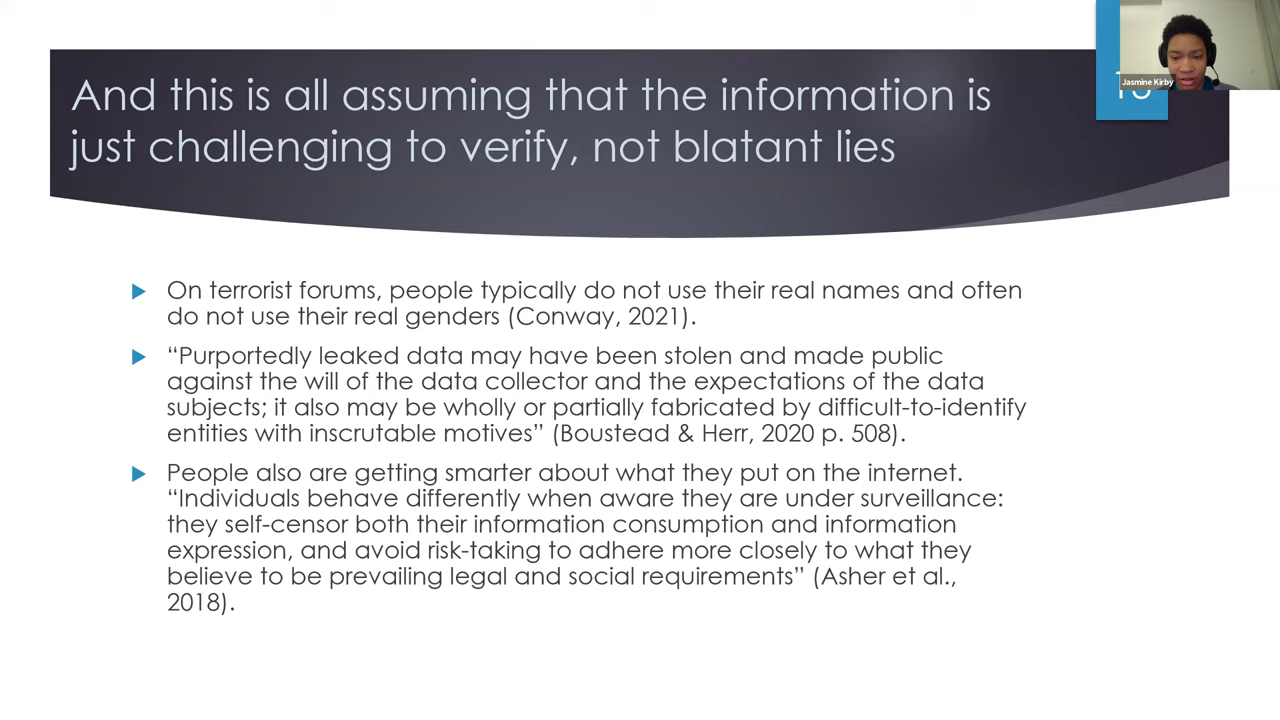 And this is all assuming that the information is
just challenging to verify, not blatant lies
Jasmine Kirby
On terrorist forums, people typically do not use their real names and often
do not use their real genders (Conway, 2021).
“Purportedly leaked data may have been stolen and made public
against the will of the data collector and the expectations of the data
subjects; it also may be wholly or partially fabricated by difficult-to-identify
entities with inscrutable motives” (Boustead & Herr, 2020 p. 508).
People also are getting smarter about what they put on the internet.
“Individuals behave differently when aware they are under surveillance:
they self-censor both their information consumption and information
expression, and avoid risk-taking to adhere more closely to what they
believe to be prevailing legal and social requirements” (Asher et al.,
2018).